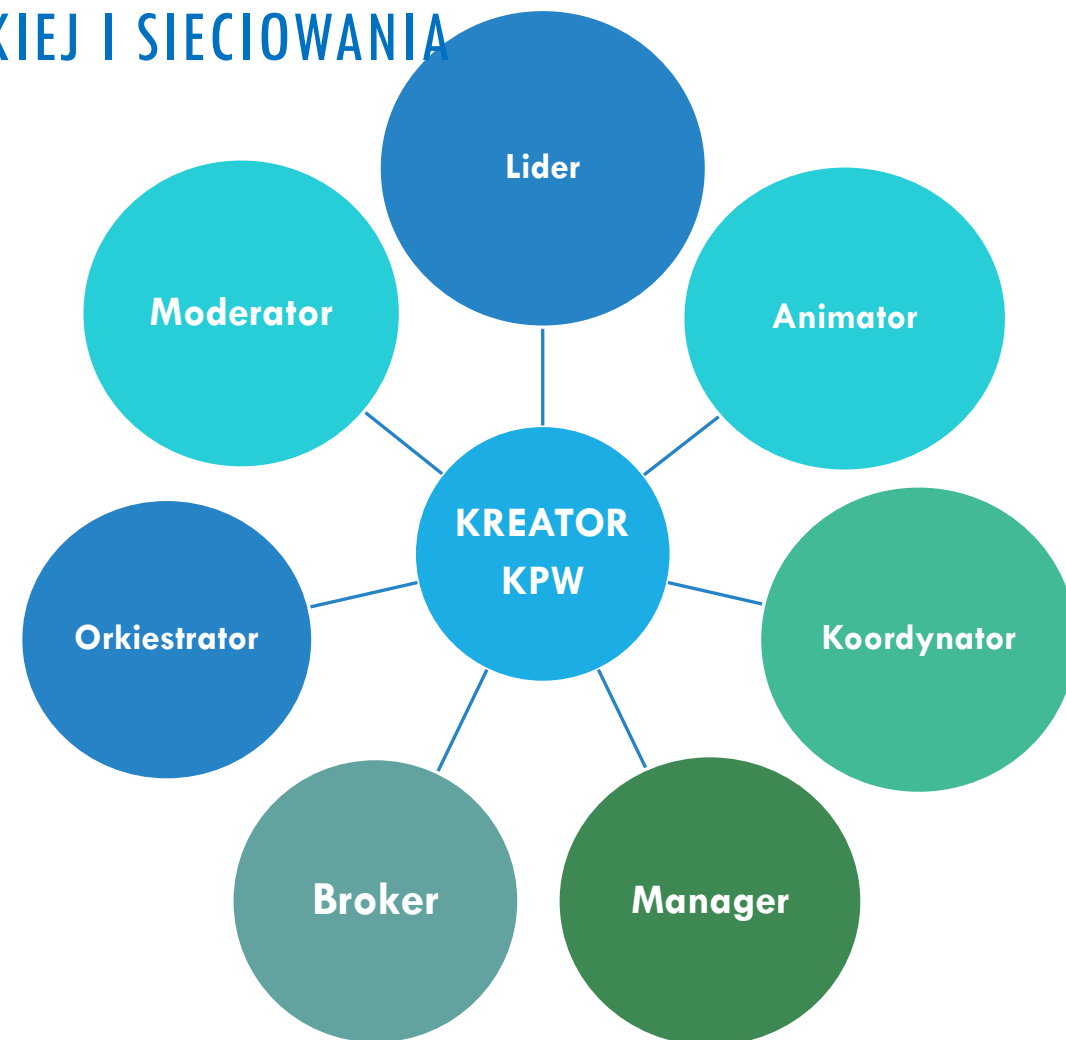 KIEJ I SIECIOWANIA
Lider
Moderator
Animator
KREATOR
KPW
Orkiestrator
Koordynator
Broker
Manager